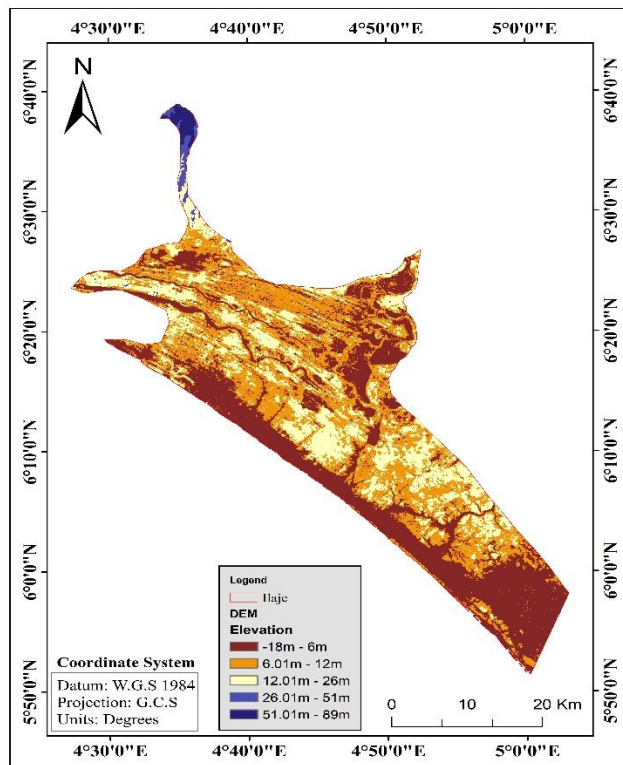 4°30'0"E 4°40'0"E 4°50'0"E 5°0'0"E
6°40'0"N 6°40'0"N
N
6°30'0"N 6°30'0"N
6°20'0"N 6°20'0"N
6°10'0"N 6°10'0"N
6°0'0"N 6°0'0"N
5°50'0"N 5°50'0"N
Legend
Ilaje
DEM
Elevation
-18m - 6m
6.01m - 12m
12.01m - 26m
26.01m - 51m
51.01m - 89m
Coordinate System
Datum: W.G.S 1984
Projection: G.C.S
Units: Degrees
0 10 20 Km
4°30'0"E 4°40'0"E 4°50'0"E 5°0'0"E